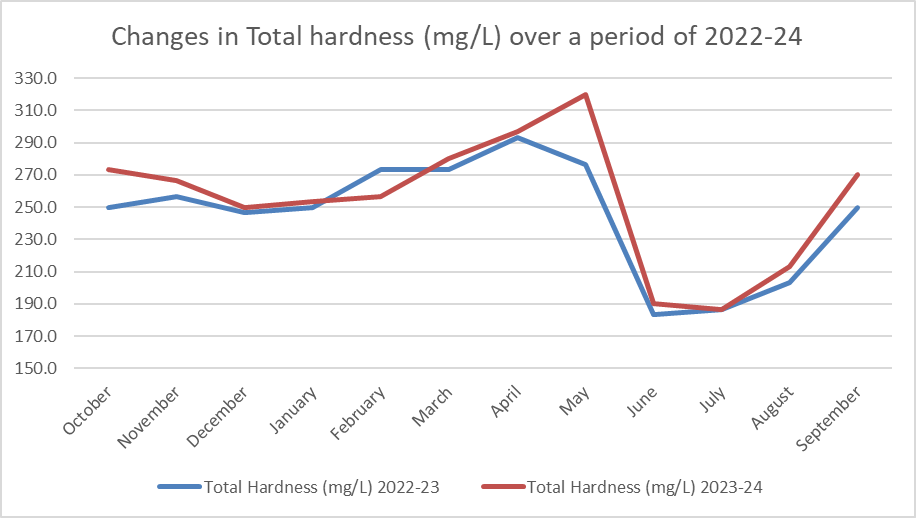 Changes in Total hardness (mg/L) over a period of 2022-24
330.0
310.0
290.0
270.0
250.0
230.0
210.0
190.0
170.0
150.0
October
November
December
January
February
March
April
May
June
July
August
September
Total Hardness (mg/L) 2022-23
Total Hardness (mg/L) 2023-24